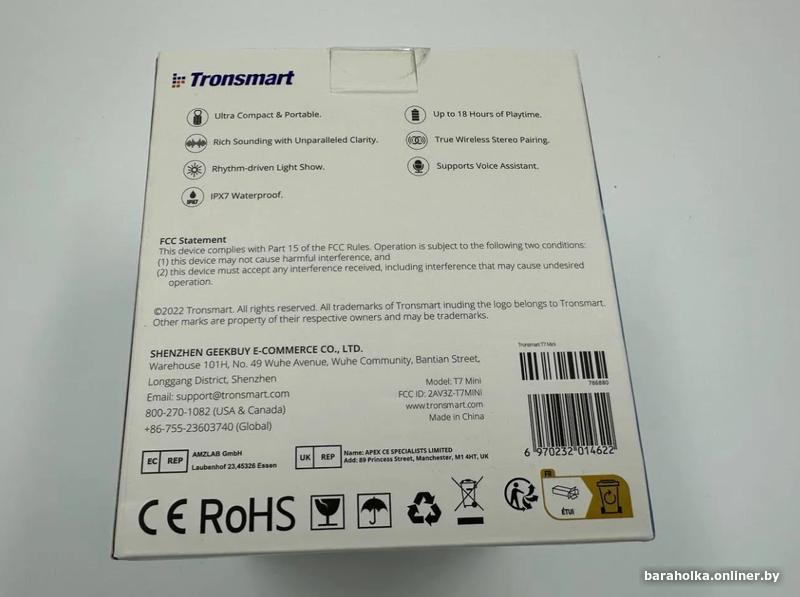 Tronsmart
Ultra Compact & Portable.
Up to 18 Hours of Playtime.
Rich Sounding with Unparalleled Clarity.
True Wireless Stereo Pairing.
Rhythm-driven Light Show.
Supports Voice Assistant.
IPX7
IPX7 Waterproof.
FCC Statement
This device complies with Part 15 of the FCC Rules. Operation is subject to the following two conditions:
(1) this device may not cause harmful interference, and
(2) this device must accept any interference received, including interference that may cause undesired
operation.
©2022 Tronsmart. All rights reserved. All trademarks of Tronsmart inuding the logo belongs to Tronsmart.
Other marks are property of their respective owners and may be trademarks.
SHENZHEN GEEKBUY E-COMMERCE CO., LTD.
Warehouse 101H, No. 49 Wuhe Avenue, Wuhe Community, Bantian Street,
Longgang District, Shenzhen
Email: support@tronsmart.com
800-270-1082 (USA & Canada)
+86-755-23603740 (Global)
Model: T7 Mini
FCC ID: 2AV3Z-T7MINI
www.tronsmart.com
Made in China
Tronsmart T7 Mini
786880
6 970232 014622
EC REP
AMZLAB GmbH
Laubenhof 23,45326 Essen
UK REP
Name: APEX CE SPECIALISTS LIMITED
Add: 89 Princess Street, Manchester, M1 4HT, UK
CE RoHS
FR
ÉTUI
baraholka.onliner.by